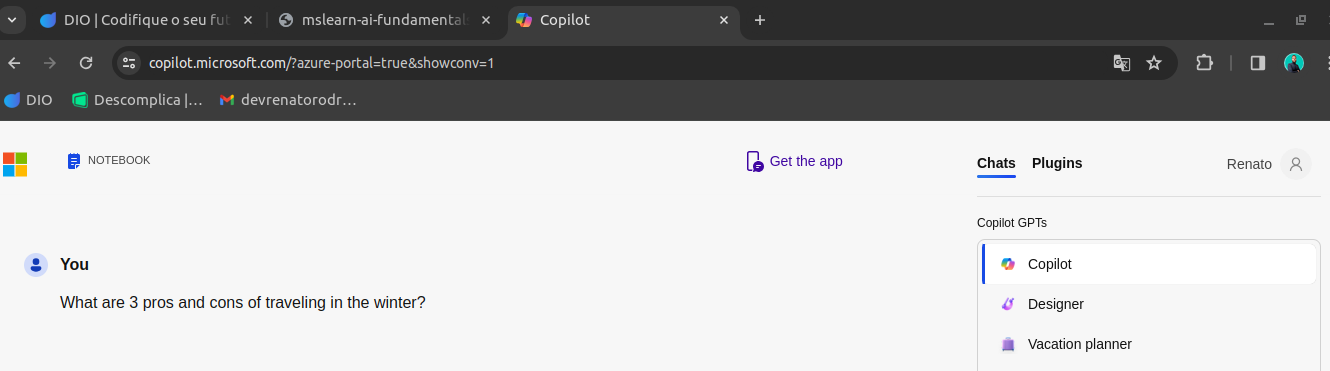 DIO | Codifique o seu fut
mslearn-ai-fundamentals
Copilot
copilot.microsoft.com/?azure-portal=true&showconv=1
DIO
Descomplica |...
devrenatorodr...
NOTEBOOK
Get the app
Chats
Plugins
Renato
Copilot GPTs
You
What are 3 pros and cons of traveling in the winter?
Copilot
Designer
Vacation planner